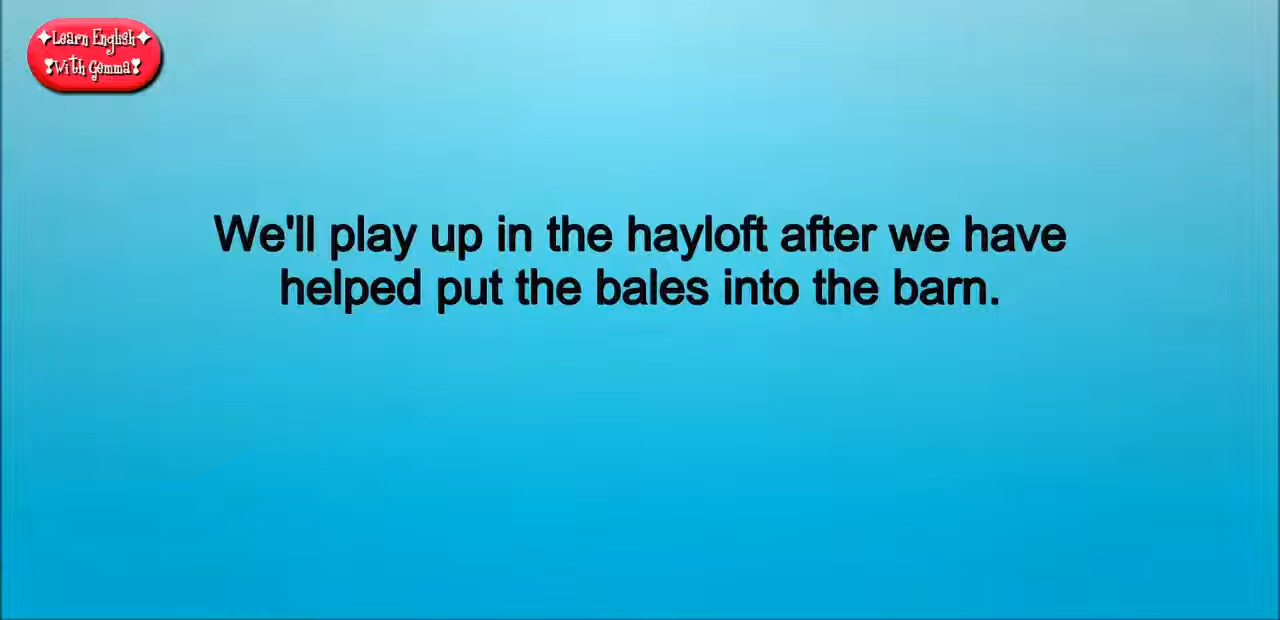 Learn English
With Gemma
We'll play up in the hayloft after we have
helped put the bales into the barn.